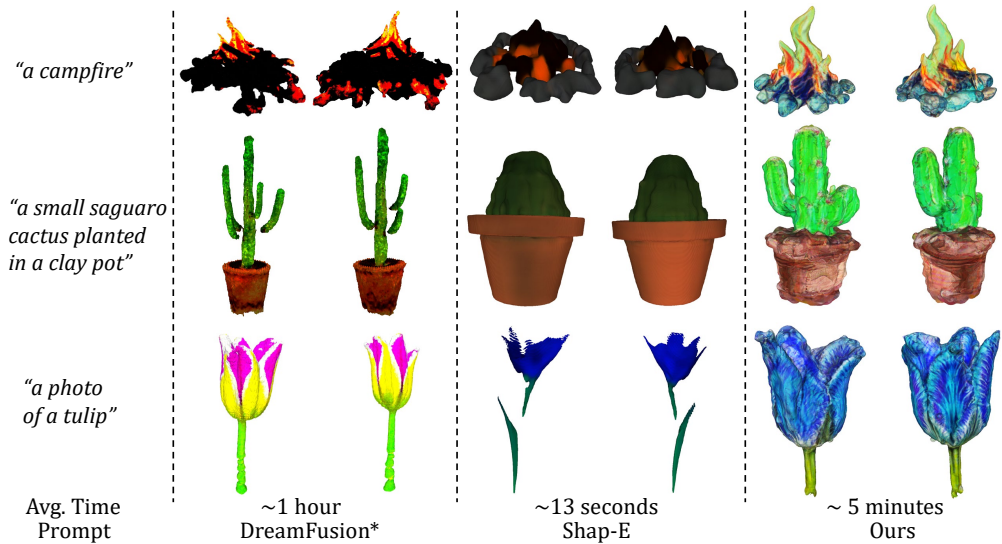 “a campfire”
“a small saguaro
cactus planted
in a clay pot”
“a photo
of a tulip”
Avg. Time
~1 hour
~13 seconds
~ 5 minutes
Prompt
DreamFusion*
Shap-E
Ours